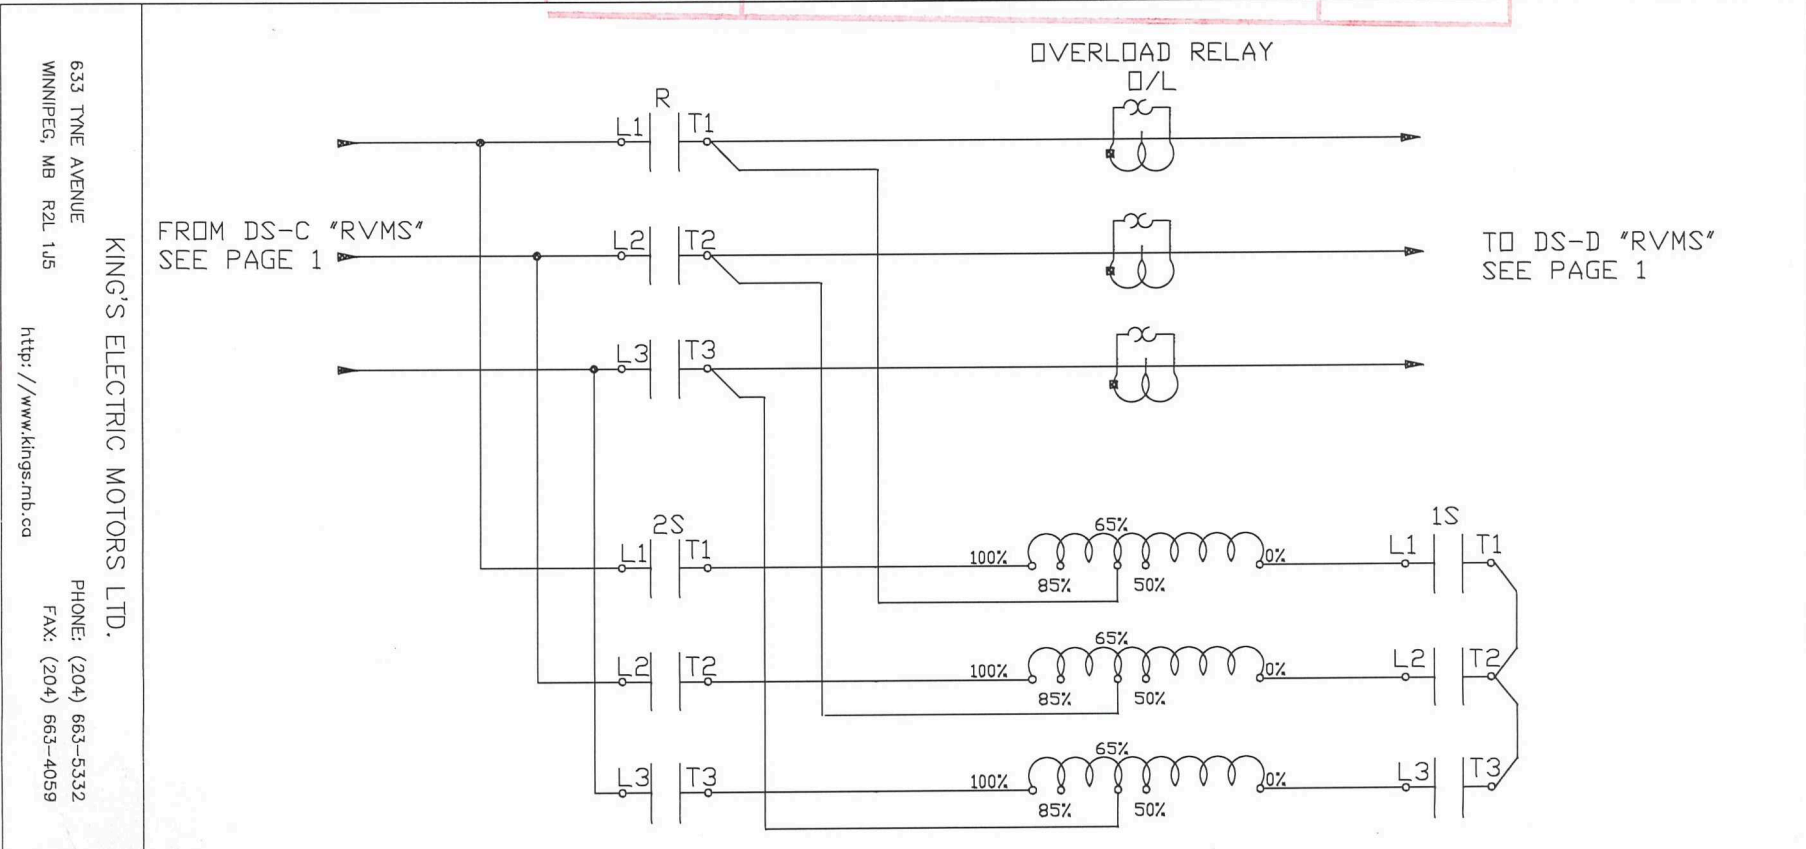 KING'S ELECTRIC MOTORS LTD.
633 TYNE AVENUE
PHONE: (204) 663-5332
WINNIPEG, MB R2L 1J5
FAX: (204) 663-4059
http://www.kings.mb.ca
OVERLOAD RELAY
O/L
R
L1
T1
FROM DS-C "RVMS"
SEE PAGE 1
L2
T2
TO DS-D "RVMS"
SEE PAGE 1
L3
T3
2S
1S
L1
T1
100%
65%
85%
50%
0%
L1
T1
L2
T2
100%
65%
85%
50%
0%
L2
T2
L3
T3
100%
65%
85%
50%
0%
L3
T3